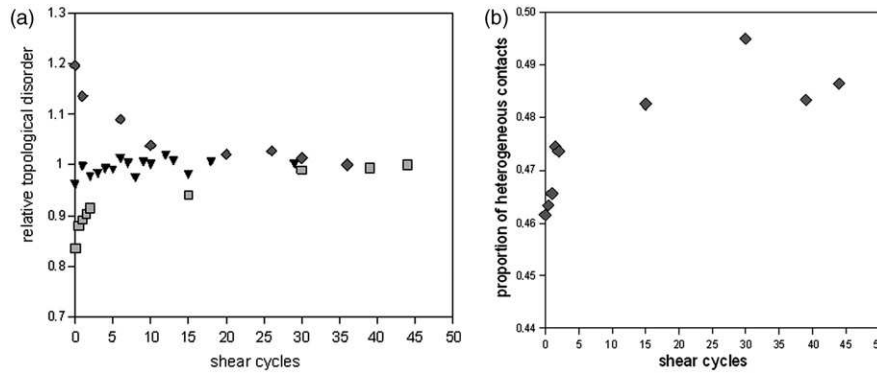 (a)
1.3
1.2
1.1
1
0.9
0.8
0.7
relative topological disorder
0 5 10 15 20 25 30 35 40 45 50
shear cycles
(b)
0.50
0.49
0.48
0.47
0.46
0.45
0.44
proportion of heterogeneous contacts
0 5 10 15 20 25 30 35 40 45 50
shear cycles